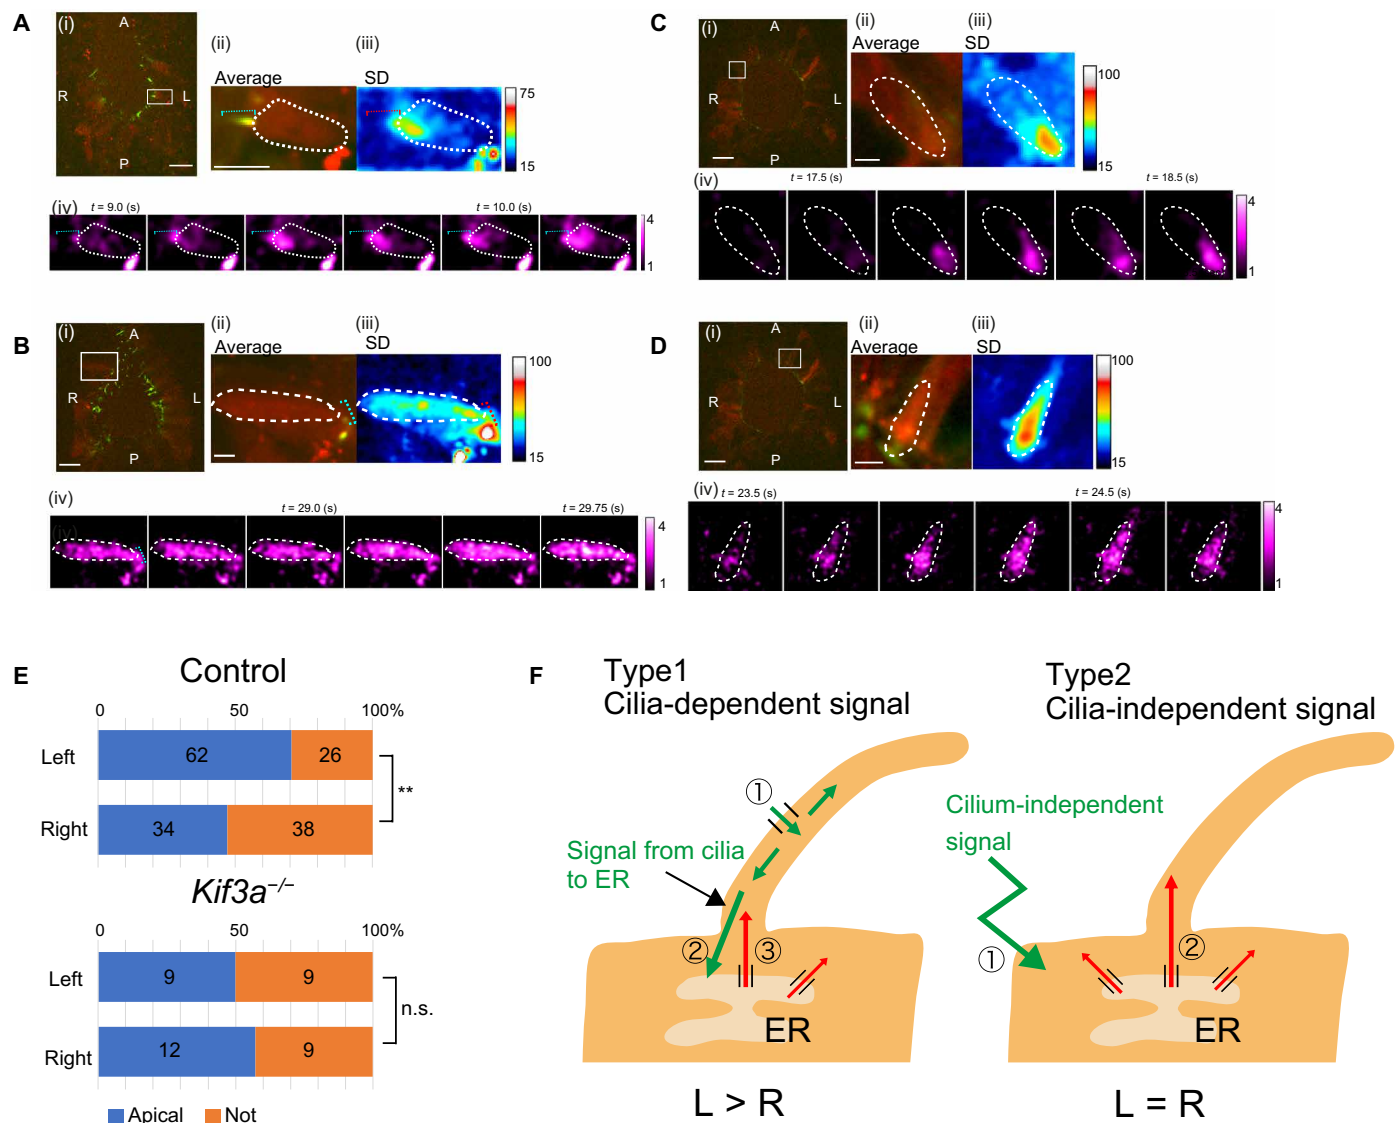 A
(i)
A
R
L
P
(ii)
Average
(iii)
SD
75
15
(iv)
t = 9.0 (s)
t = 10.0 (s)
4
1
B
(i)
A
R
L
P
(ii)
Average
(iii)
SD
100
15
(iv)
(iv)
t = 29.0 (s)
t = 29.75 (s)
4
1
C
(i)
A
R
L
P
(ii)
Average
(iii)
SD
100
15
(iv)
t = 17.5 (s)
t = 18.5 (s)
4
1
D
(i)
A
R
L
P
(ii)
Average
(iii)
SD
100
15
(iv)
t = 23.5 (s)
t = 24.5 (s)
4
1
E
Control
0 50 100%
Left 62 26
**
Right 34 38
Kif3a–/–
0 50 100%
Left 9 9
n.s.
Right 12 9
Apical Not
F
Type1
Cilia-dependent signal
①
Signal from cilia
to ER
② ③
ER
L > R
Type2
Cilia-independent signal
Cilium-independent
signal
① ②
ER
L = R